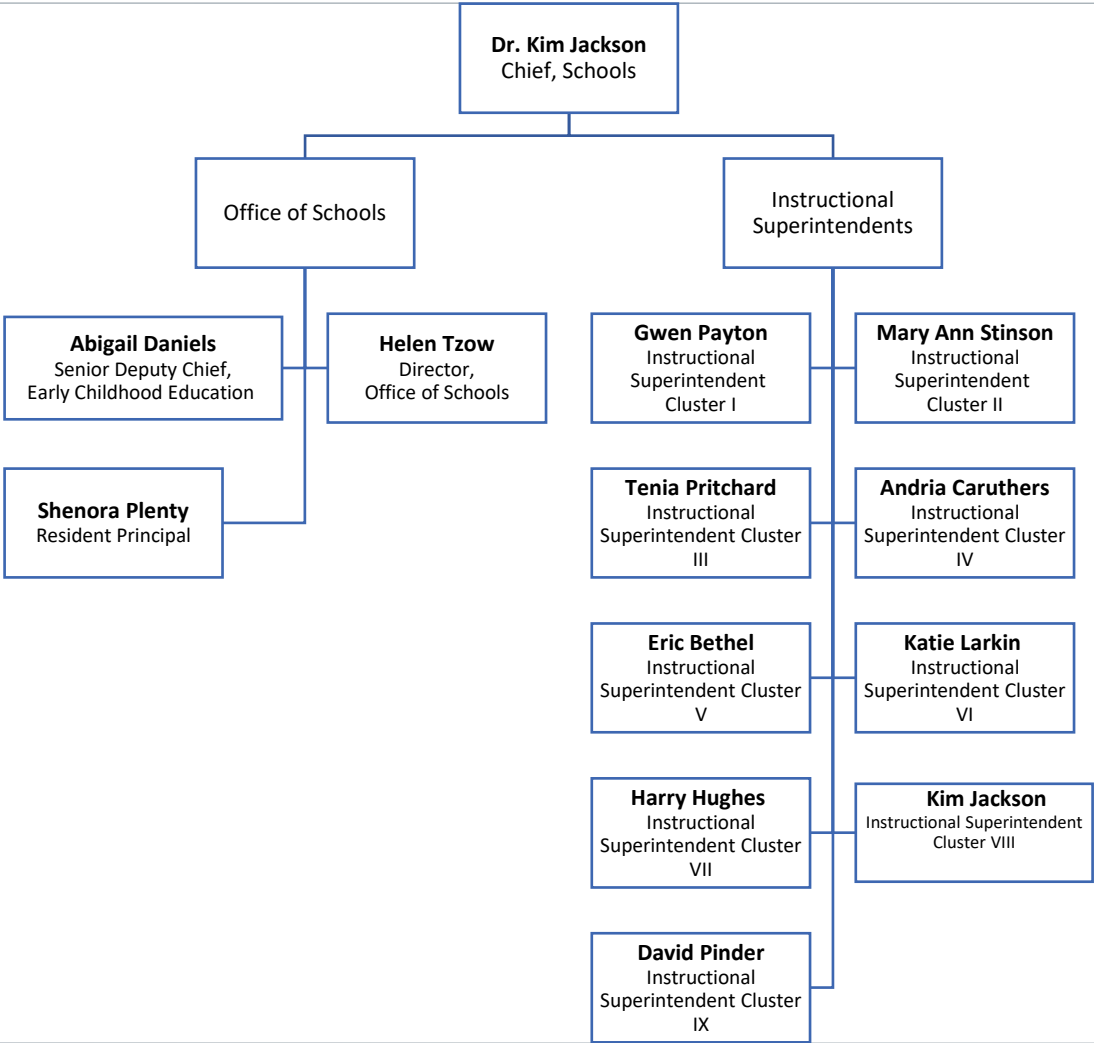 Dr. Kim Jackson
Chief, Schools
Office of Schools
Instructional
Superintendents
Abigail Daniels
Senior Deputy Chief,
Early Childhood Education
Helen Tzow
Director,
Office of Schools
Shenora Plenty
Resident Principal
Gwen Payton
Instructional
Superintendent
Cluster I
Mary Ann Stinson
Instructional
Superintendent
Cluster II
Tenia Pritchard
Instructional
Superintendent Cluster
III
Andria Caruthers
Instructional
Superintendent Cluster
IV
Eric Bethel
Instructional
Superintendent Cluster
V
Katie Larkin
Instructional
Superintendent Cluster
VI
Harry Hughes
Instructional
Superintendent Cluster
VII
Kim Jackson
Instructional Superintendent
Cluster VIII
David Pinder
Instructional
Superintendent Cluster
IX